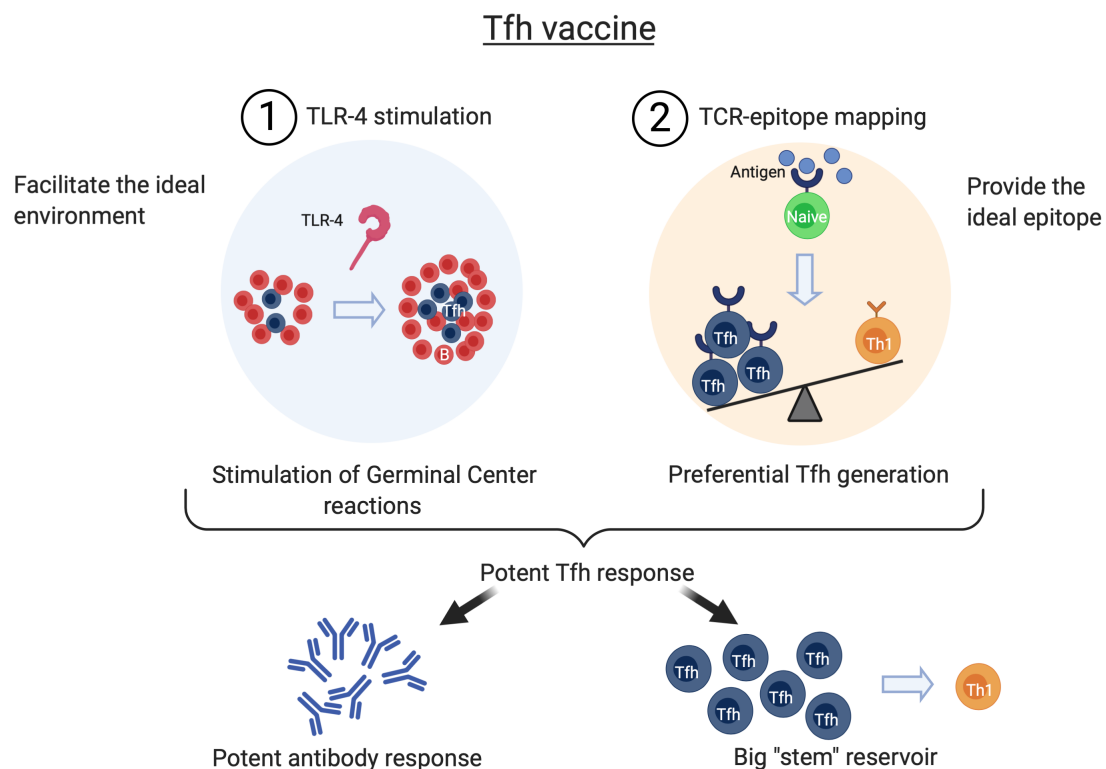 Tfh vaccine
1 TLR-4 stimulation
2 TCR-epitope mapping
Facilitate the ideal
environment
TLR-4
Tfh
B
Antigen
Naive
Provide the
ideal epitope
Tfh
Tfh
Tfh
Th1
Stimulation of Germinal Center
reactions
Preferential Tfh generation
Potent Tfh response
Tfh
Tfh
Tfh
Tfh
Tfh
Tfh
Th1
Potent antibody response
Big "stem" reservoir